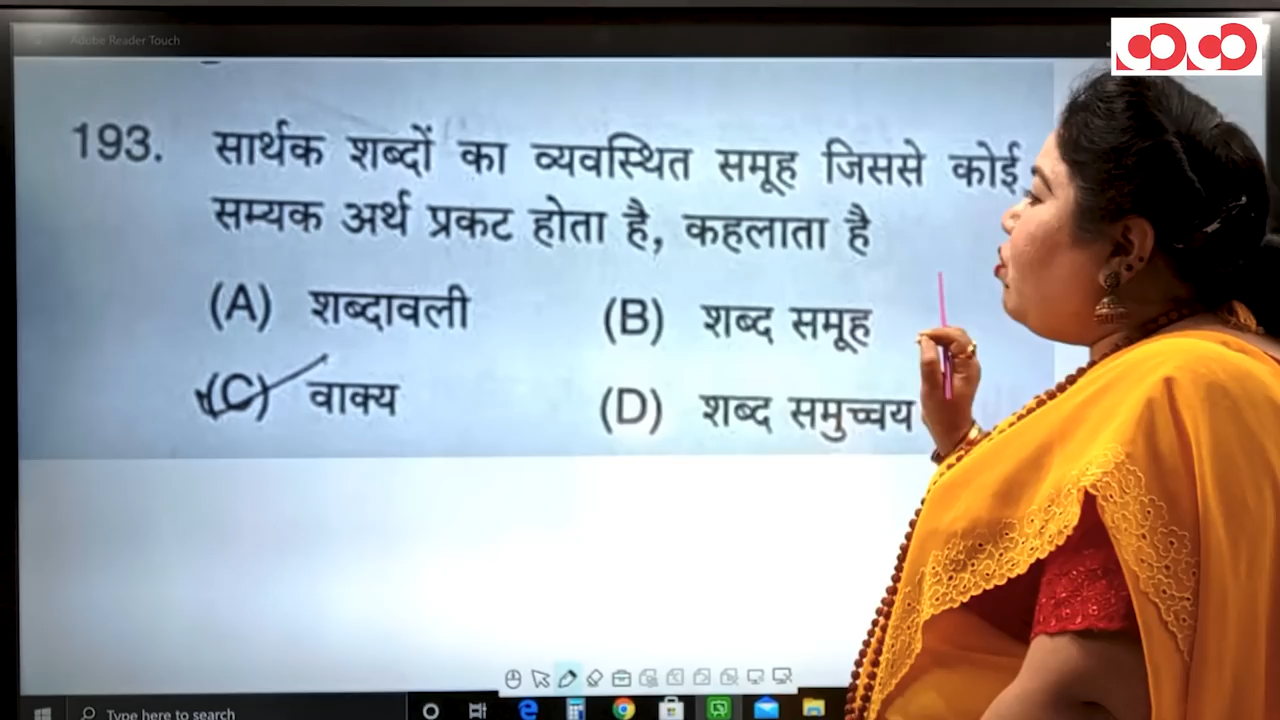 Adobe Reader Touch
193. सार्थक शब्दों का व्यवस्थित समूह जिससे कोई
सम्यक अर्थ प्रकट होता है, कहलाता है
(A) शब्दावली (B) शब्द समूह
(C) वाक्य (D) शब्द समुच्चय
Type here to search